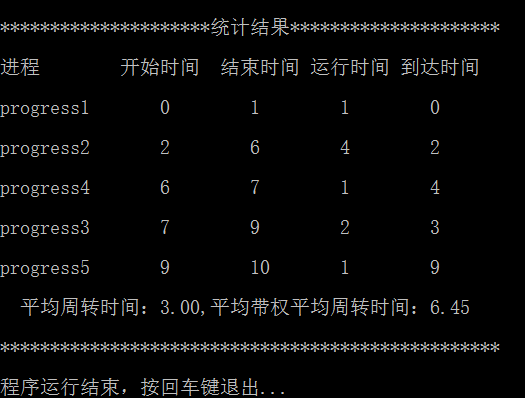 *********************统计结果*********************
进程 开始时间 结束时间 运行时间 到达时间
progress1 0 1 1 0
progress2 2 6 4 2
progress4 6 7 1 4
progress3 7 9 2 3
progress5 9 10 1 9
平均周转时间：3.00,平均带权平均周转时间：6.45
**************************************************
程序运行结束，按回车键退出...